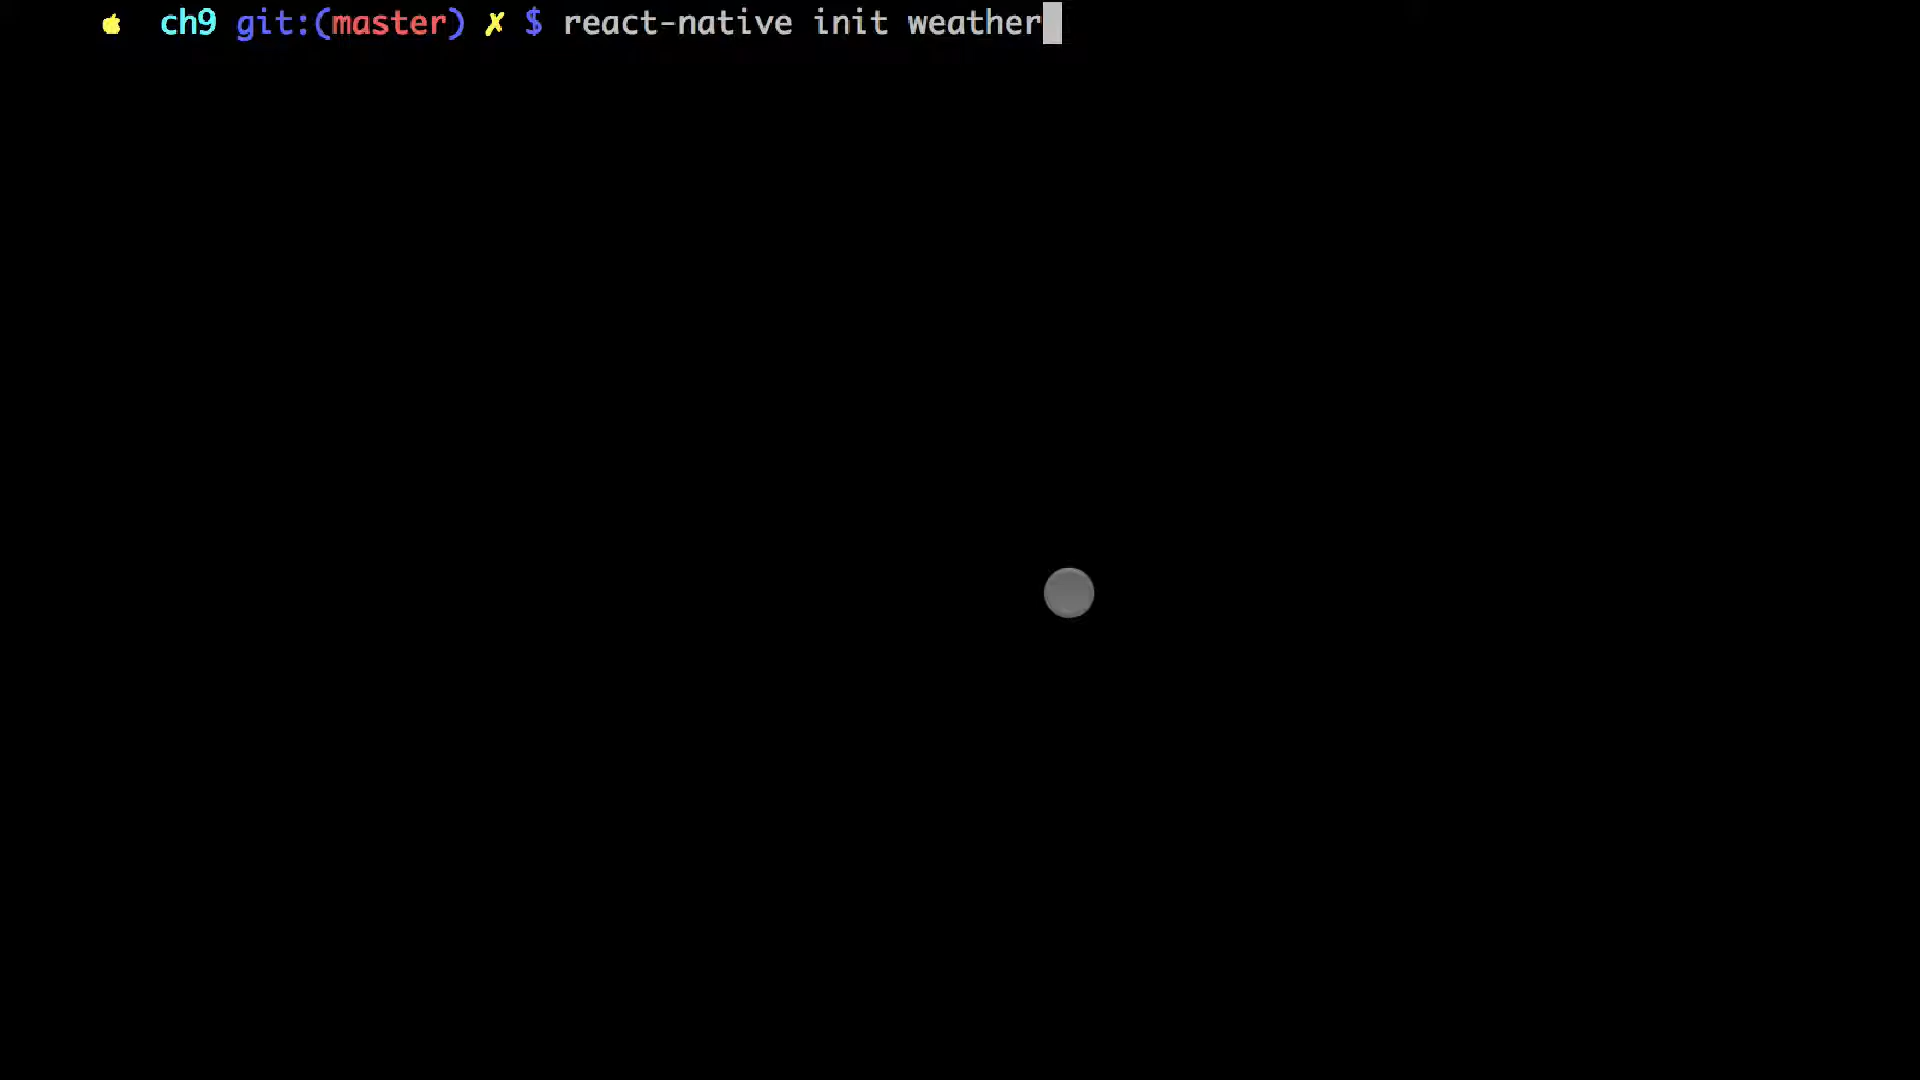 ch9 git:(master) ✗ $ react-native init weather